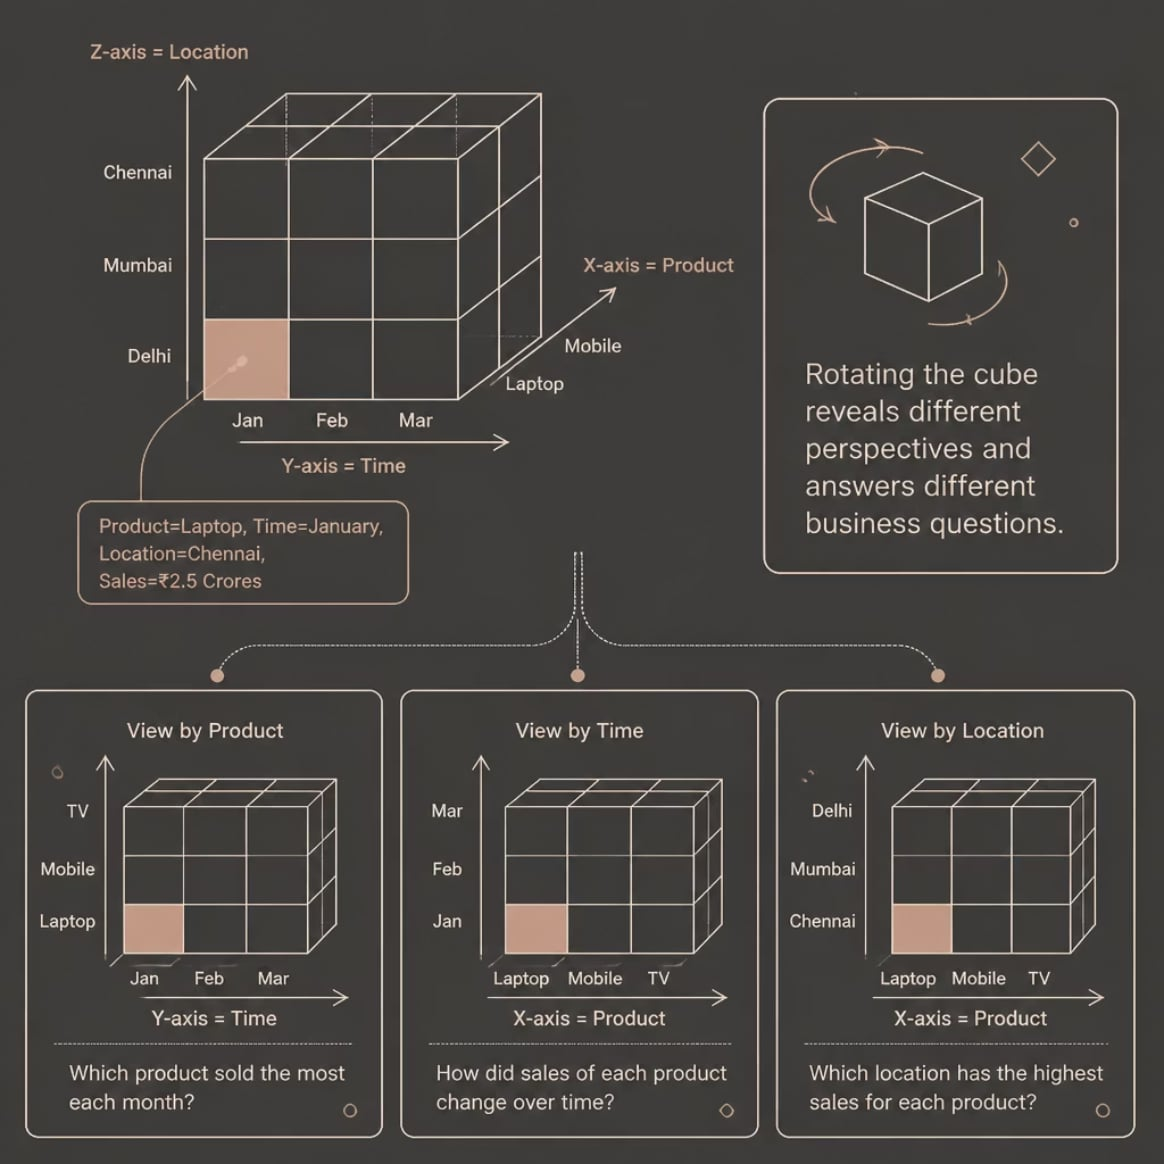 Z-axis = Location
Chennai
Mumbai
Delhi
Jan Feb Mar
Y-axis = Time
X-axis = Product
Mobile
Laptop
Product=Laptop, Time=January,
Location=Chennai,
Sales=₹2.5 Crores
Rotating the cube
reveals different
perspectives and
answers different
business questions.
View by Product
TV
Mobile
Laptop
Jan Feb Mar
Y-axis = Time
Which product sold the most
each month?
View by Time
Mar
Feb
Jan
Laptop Mobile TV
X-axis = Product
How did sales of each product
change over time?
View by Location
Delhi
Mumbai
Chennai
Laptop Mobile TV
X-axis = Product
Which location has the highest
sales for each product?